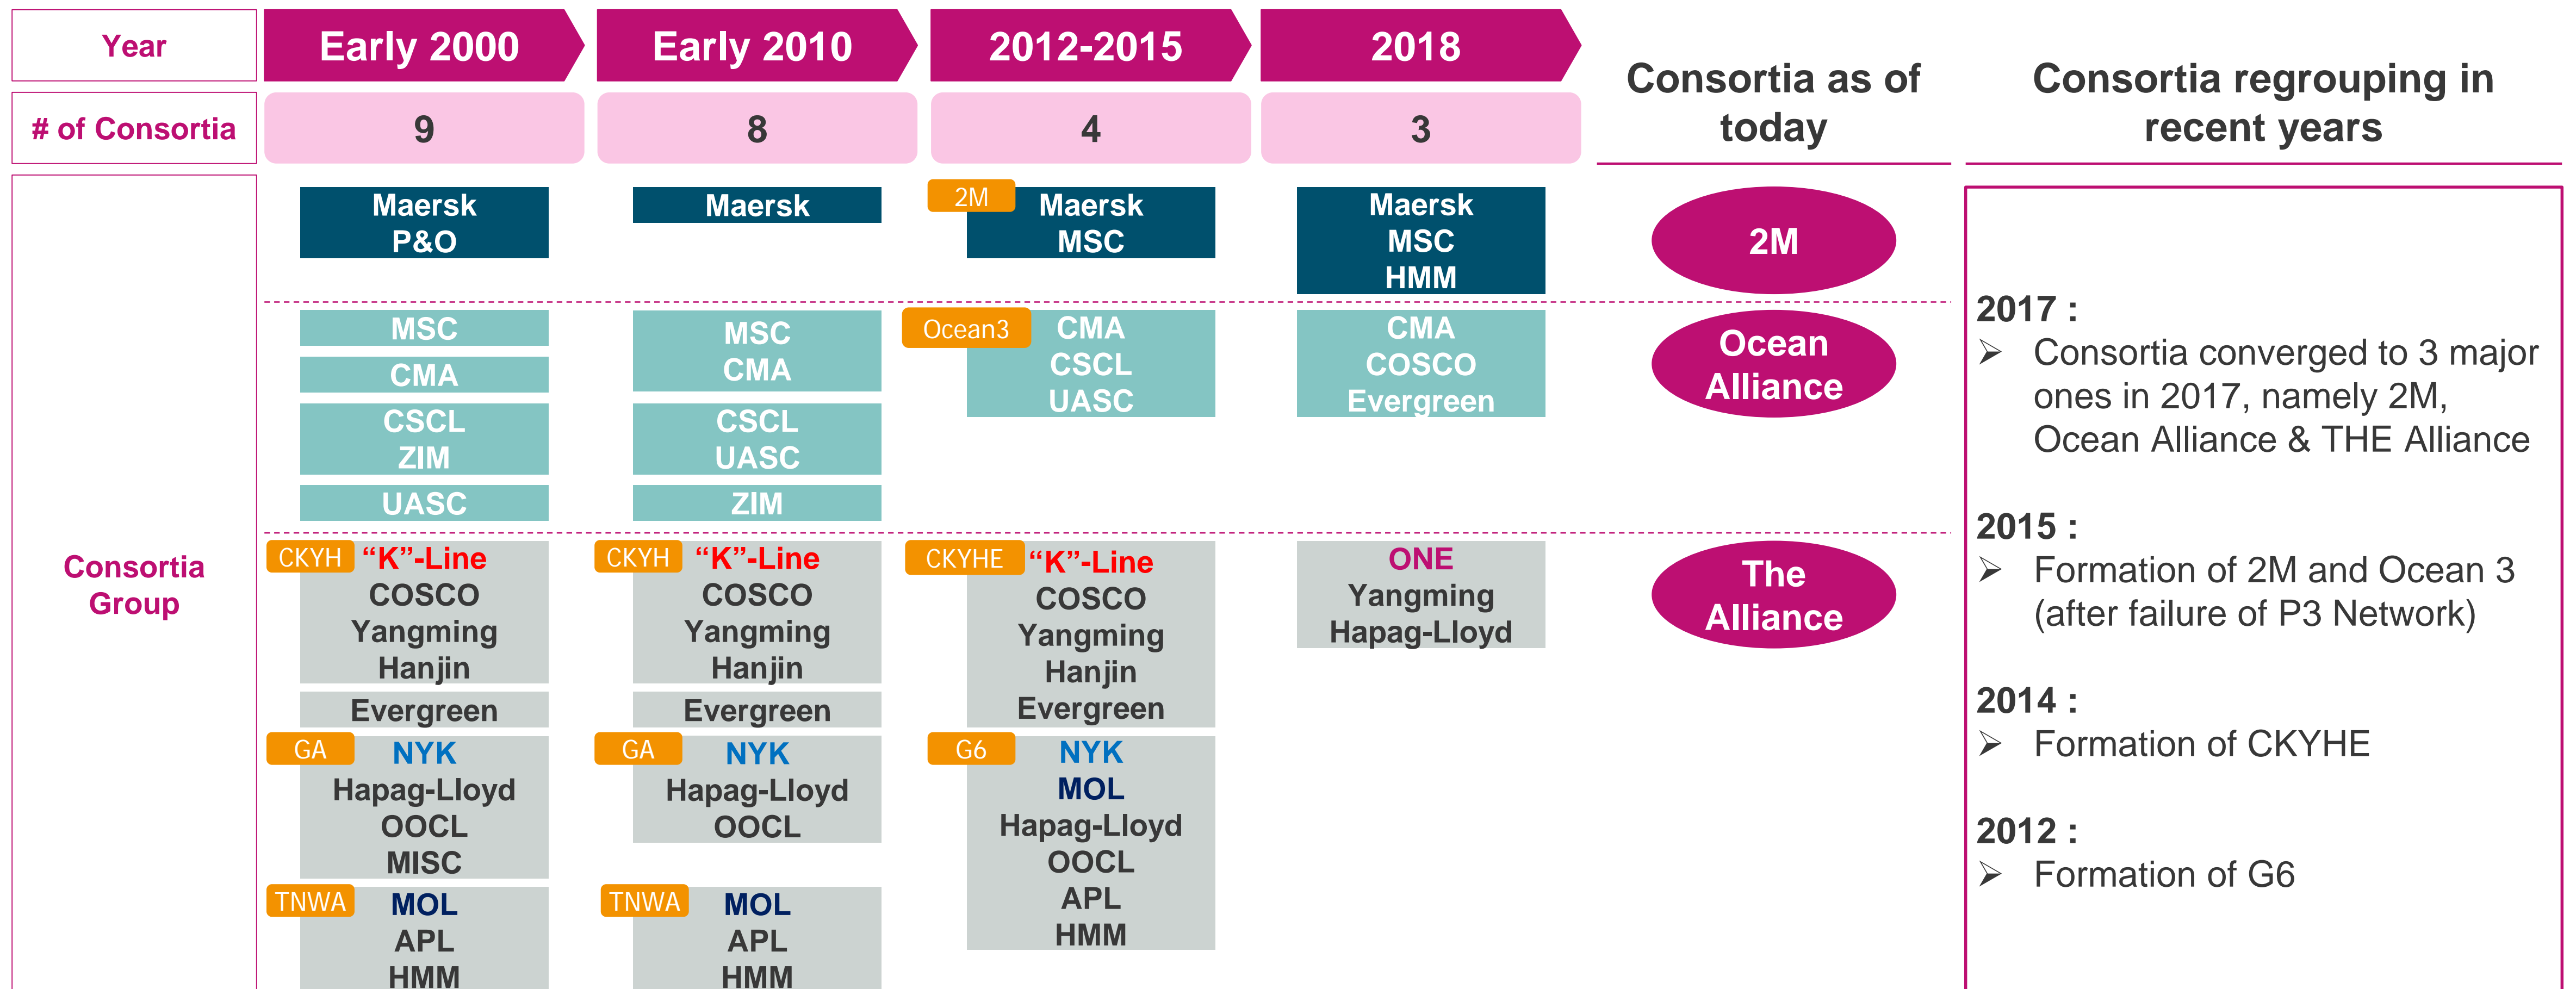 Year
Early 2000
Early 2010
2012-2015
2018
Consortia as of
today
Consortia regrouping in
recent years
# of Consortia
9
8
4
3
Consortia
Group
Maersk
P&O
MSC
CMA
CSCL
ZIM
UASC
CKYH
“K”-Line
COSCO
Yangming
Hanjin
Evergreen
GA
NYK
Hapag-Lloyd
OOCL
MISC
TNWA
MOL
APL
HMM
Maersk
MSC
CMA
CSCL
UASC
ZIM
CKYH
“K”-Line
COSCO
Yangming
Hanjin
Evergreen
GA
NYK
Hapag-Lloyd
OOCL
TNWA
MOL
APL
HMM
2M
Maersk
MSC
Ocean3
CMA
CSCL
UASC
CKYHE
“K”-Line
COSCO
Yangming
Hanjin
Evergreen
G6
NYK
MOL
Hapag-Lloyd
OOCL
APL
HMM
Maersk
MSC
HMM
CMA
COSCO
Evergreen
ONE
Yangming
Hapag-Lloyd
2M
Ocean
Alliance
The
Alliance
2017 :
➢ Consortia converged to 3 major
ones in 2017, namely 2M,
Ocean Alliance & THE Alliance
2015 :
➢ Formation of 2M and Ocean 3
(after failure of P3 Network)
2014 :
➢ Formation of CKYHE
2012 :
➢ Formation of G6